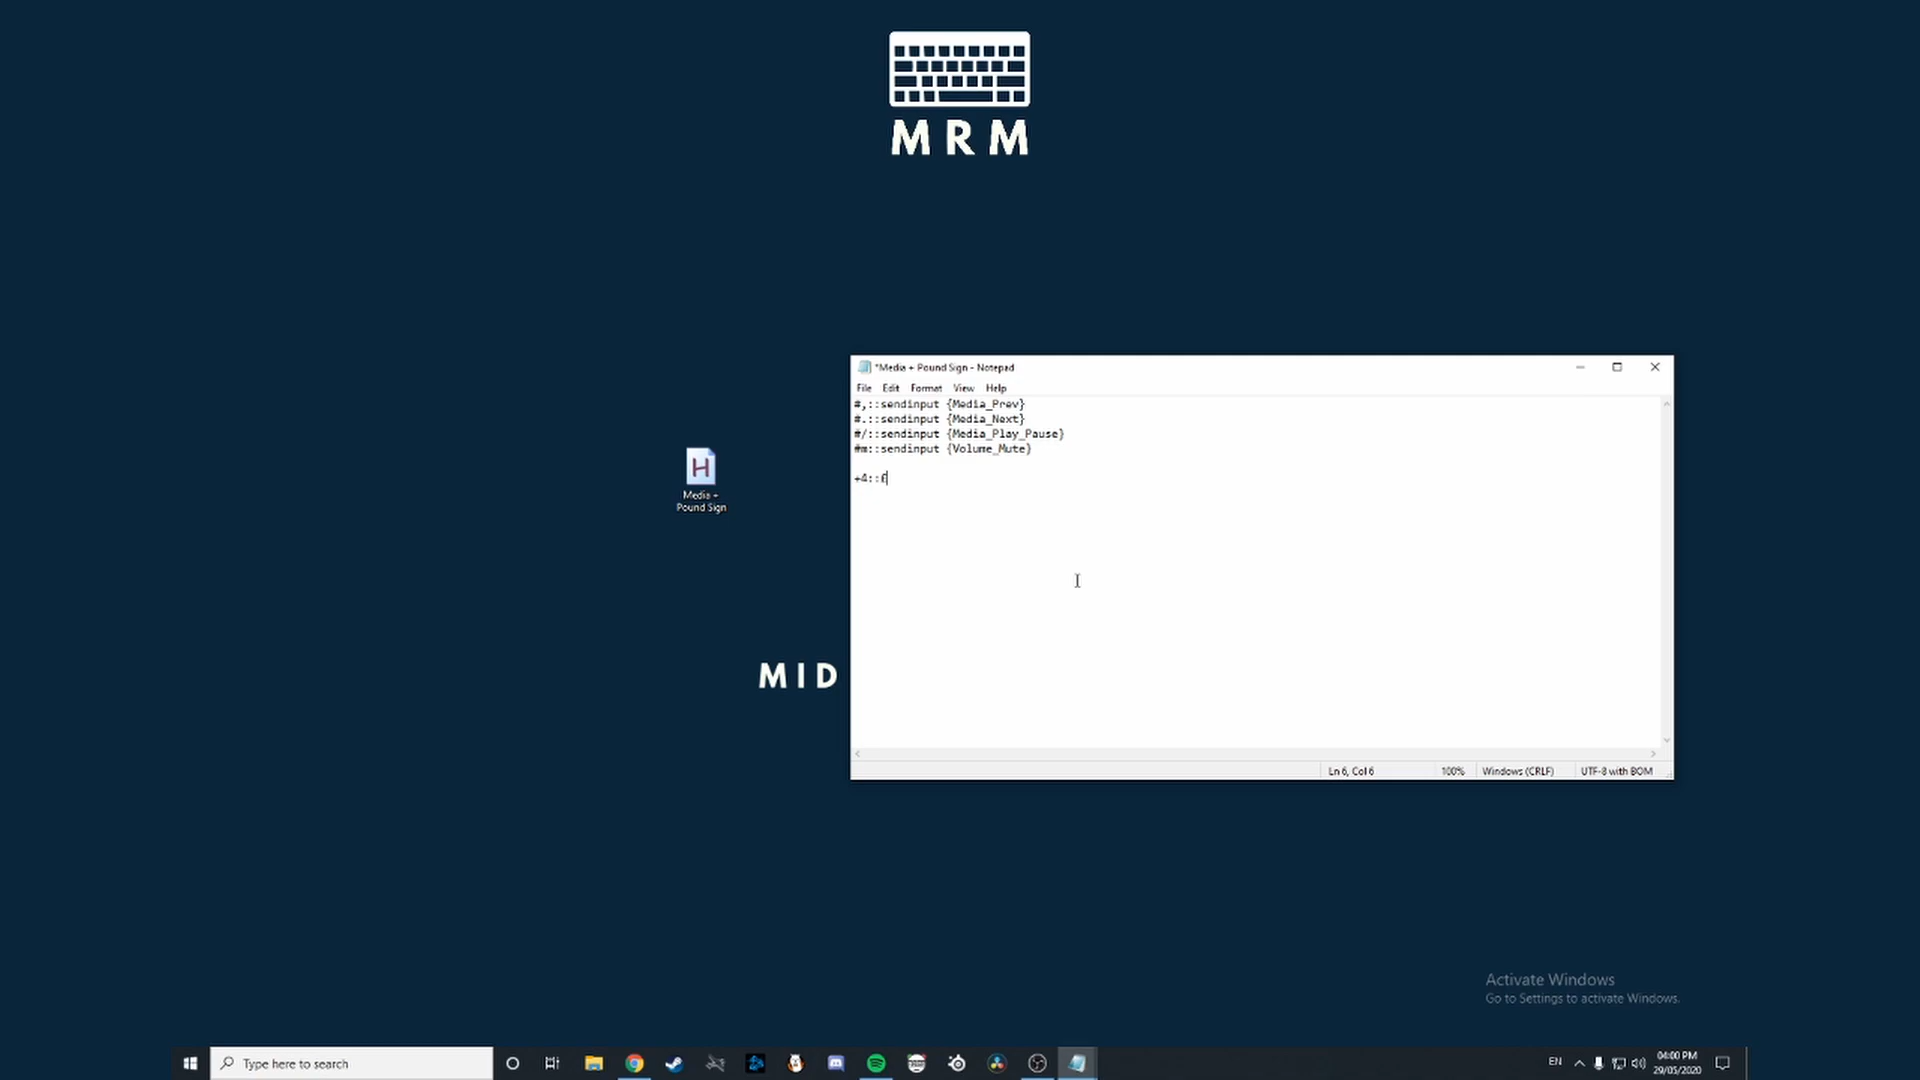 MRM
*Media + Pound Sign - Notepad
File Edit Format View Help
#,::sendinput {Media_Prev}
#.::sendinput {Media_Next}
#/::sendinput {Media_Play_Pause}
#m::sendinput {Volume_Mute}
+4::£
H
Media +
Pound Sign
MID
Ln 6, Col 6 100% Windows (CRLF) UTF-8 with BOM
Activate Windows
Go to Settings to activate Windows.
Type here to search
EN
04:00 PM
29/05/2020